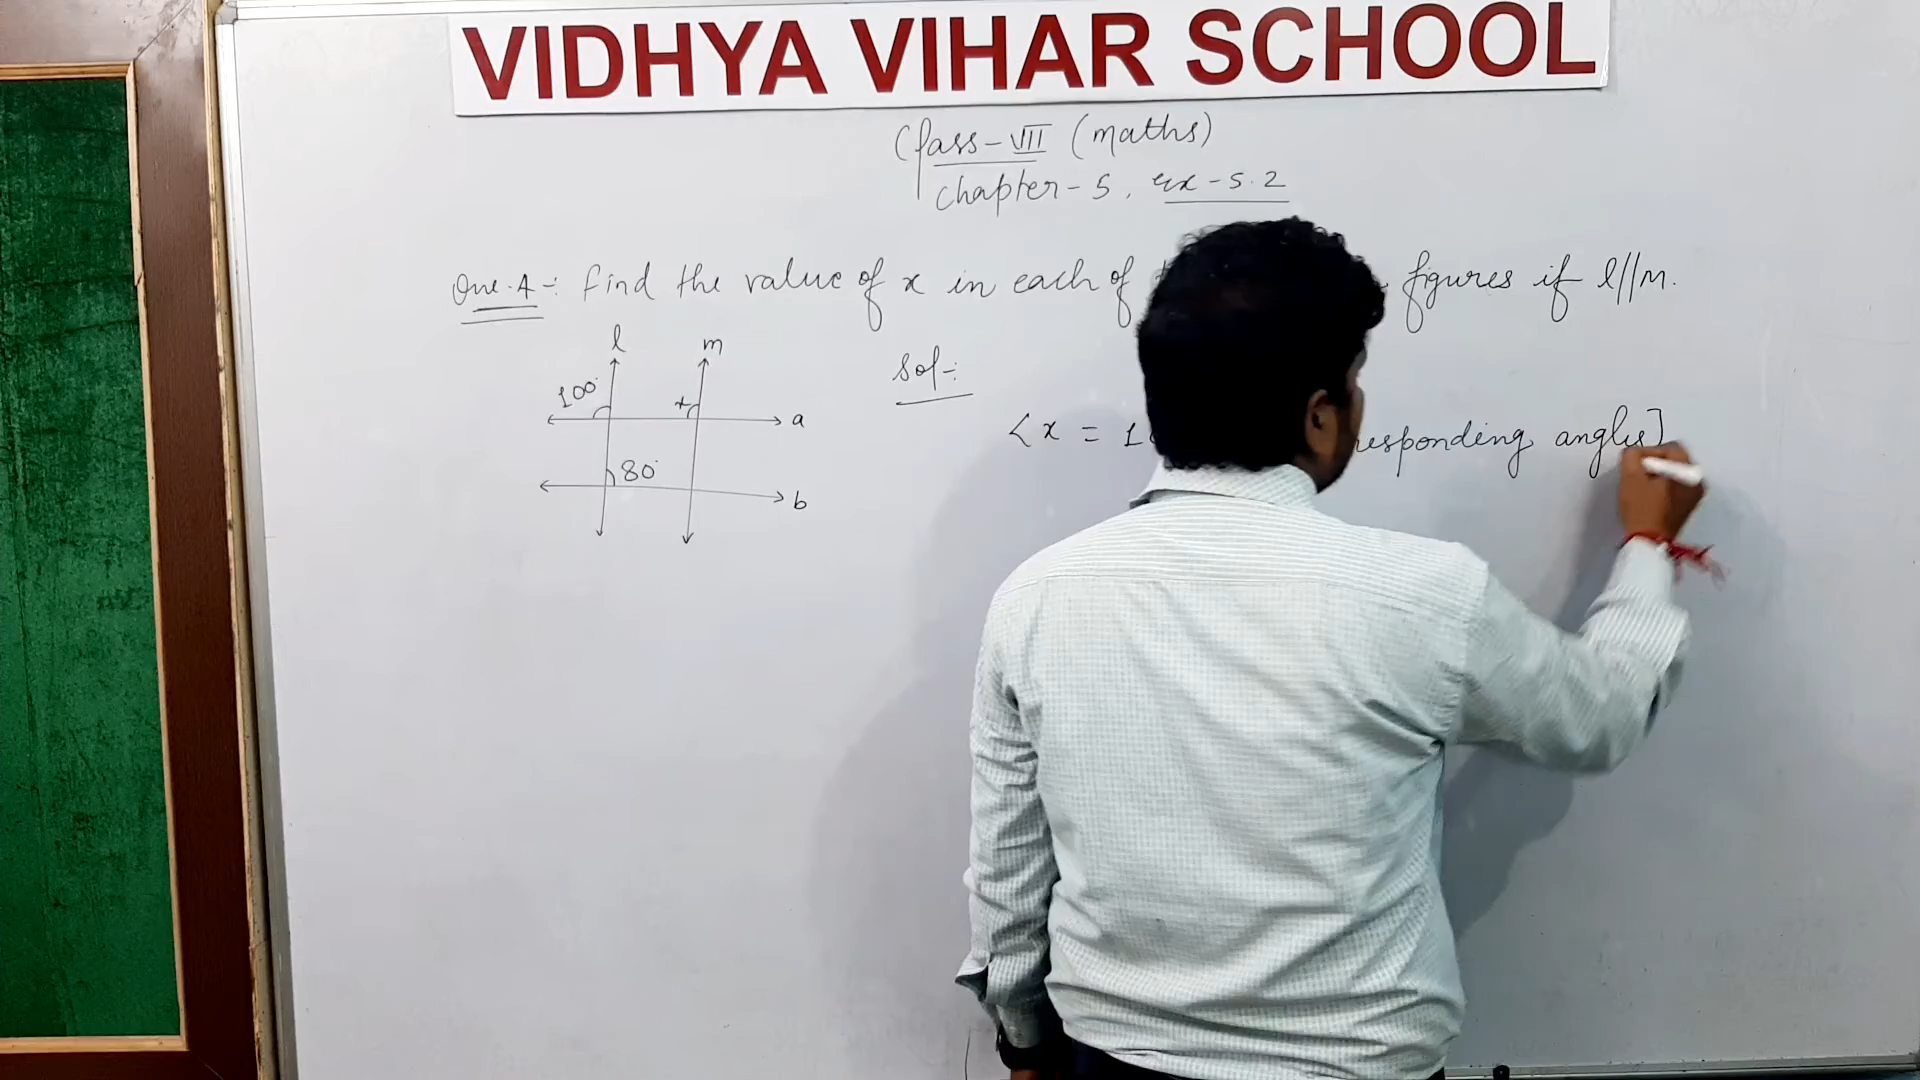 VIDHYA VIHAR SCHOOL
Class-VII (maths)
chapter-5, ex-5.2
Que.4-: find the value of x in each of figures if l//m.
l m
Sol-:
100°
x
a
<x = 1 responding angles]
80°
b